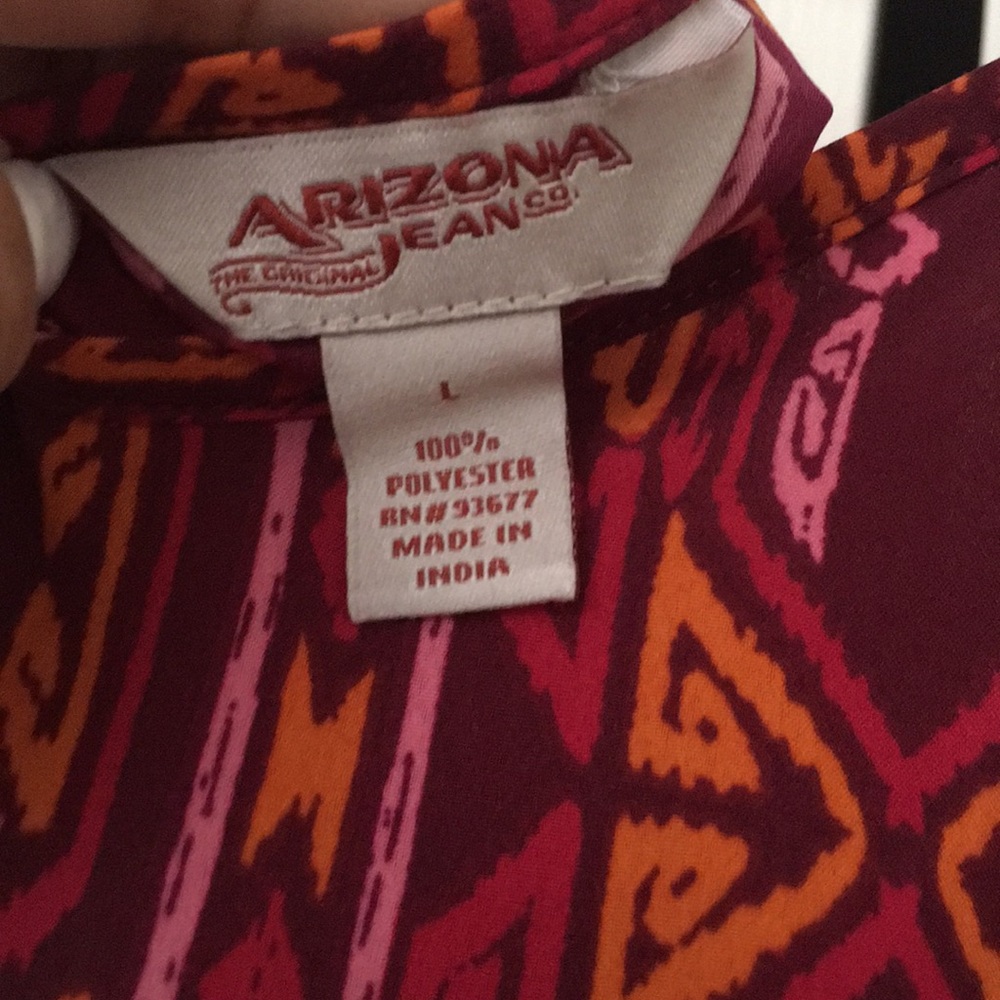 ARIZONA
JEAN CO.
THE ORIGINAL
L
100%
POLYESTER
RN#93677
MADE IN
INDIA